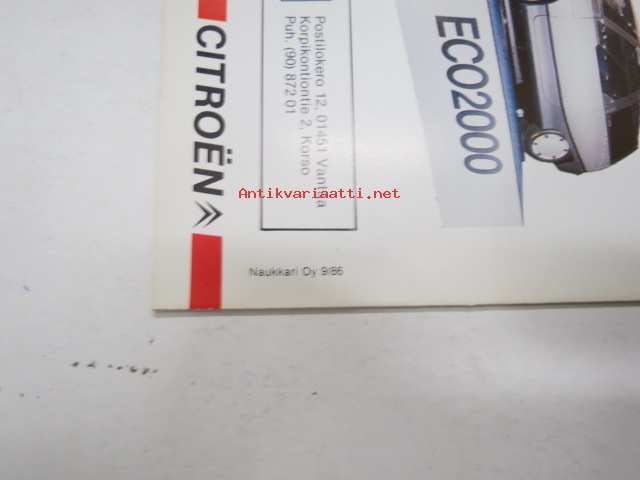 CITROËN
Postilokero 12, 01451 Vantaa
Korpikontiontie 2, Korso
Puh. (90) 872 01
ECO2000
Antikvariaatti.net
Naukkari Oy 9/86